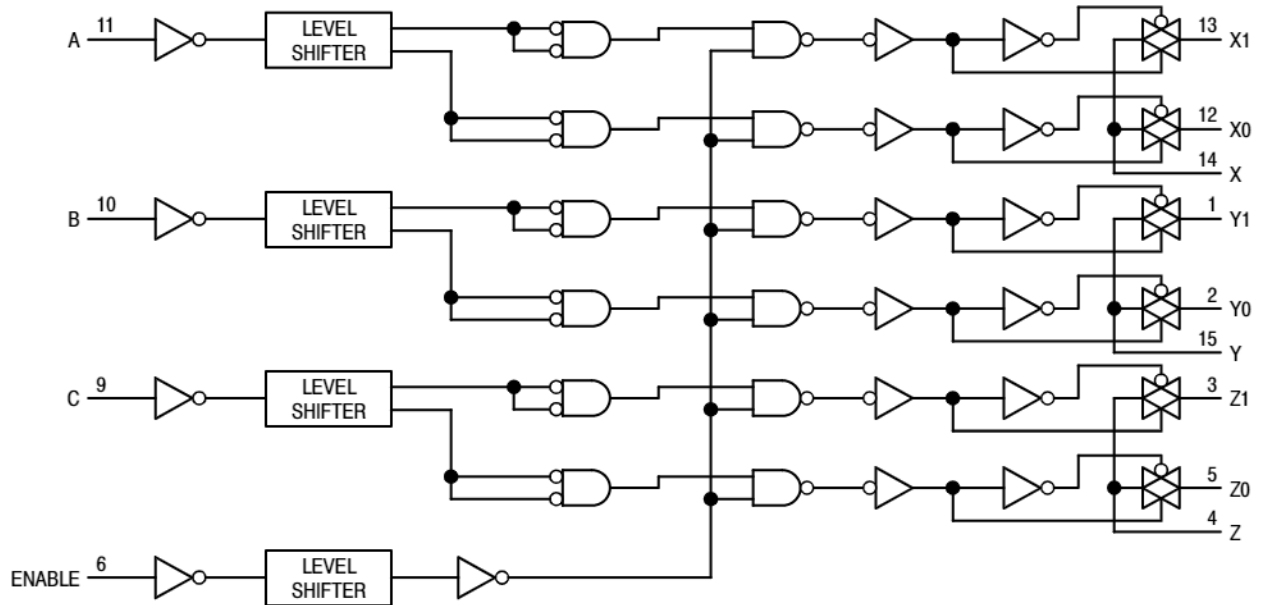 A 11 LEVEL SHIFTER 13 X1
12 X0
14 X
B 10 LEVEL SHIFTER 1 Y1
2 Y0
15 Y
C 9 LEVEL SHIFTER 3 Z1
5 Z0
4 Z
ENABLE 6 LEVEL SHIFTER